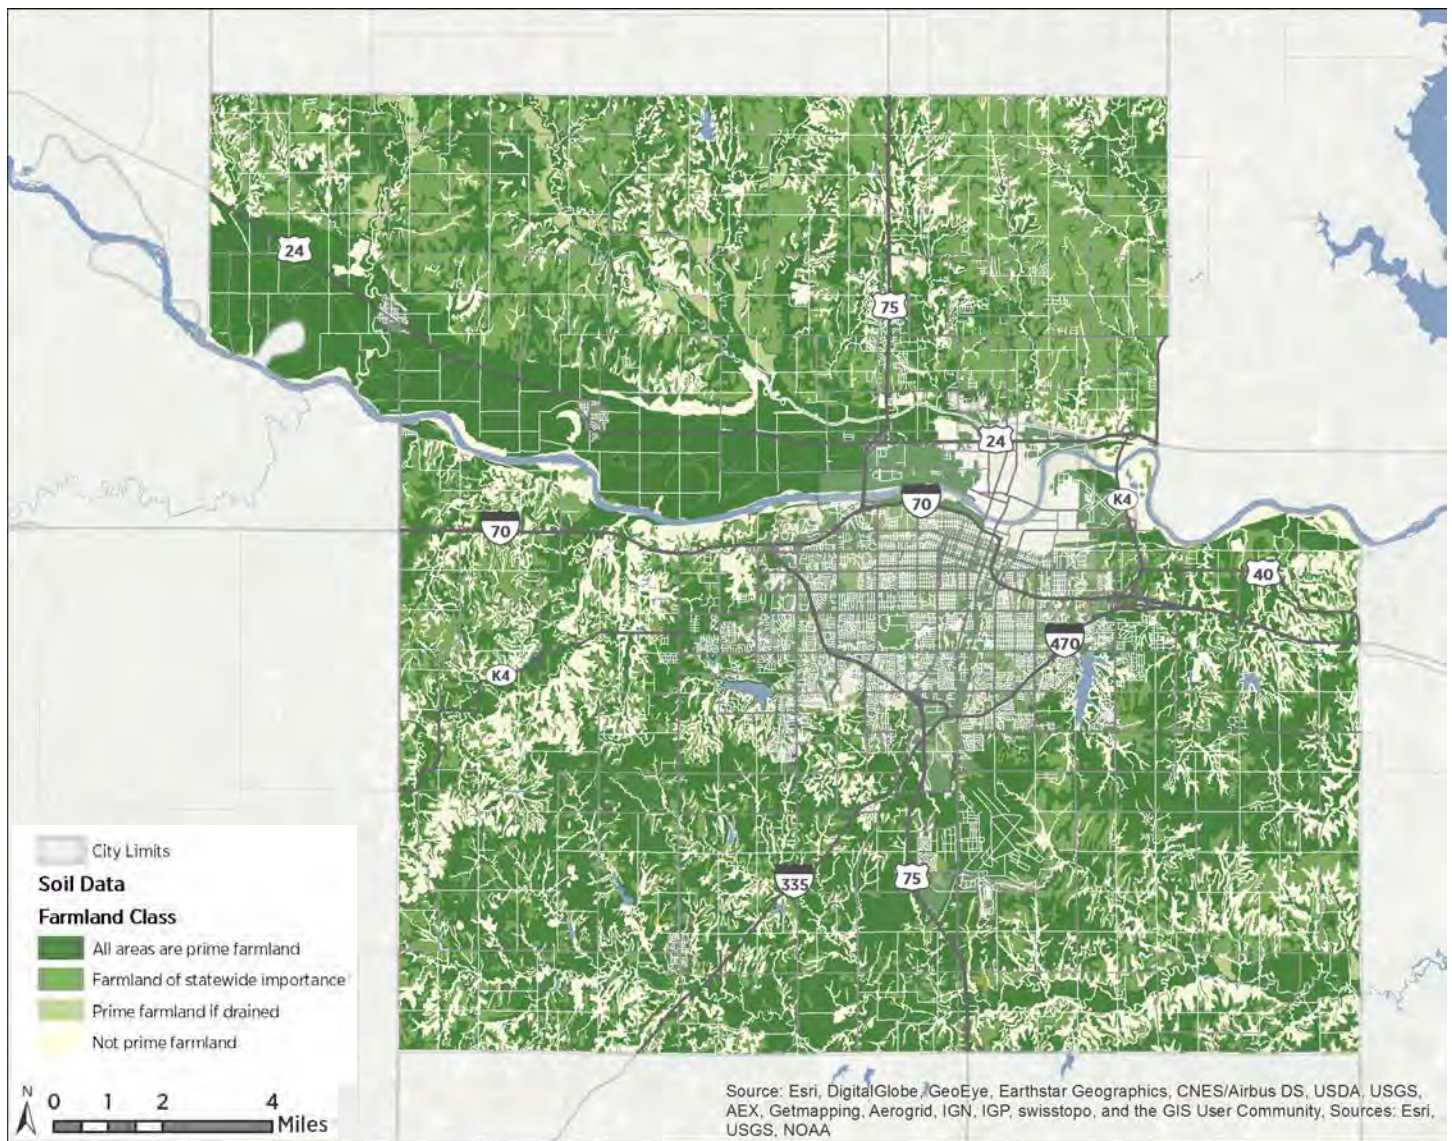 24
75
24
K4
70
70
40
470
K4
335
75
City Limits
Soil Data
Farmland Class
All areas are prime farmland
Farmland of statewide importance
Prime farmland if drained
Not prime farmland
N
0 1 2 4
Miles
Source: Esri, DigitalGlobe, GeoEye, Earthstar Geographics, CNES/Airbus DS, USDA, USGS,
AEX, Getmapping, Aerogrid, IGN, IGP, swisstopo, and the GIS User Community, Sources: Esri,
USGS, NOAA